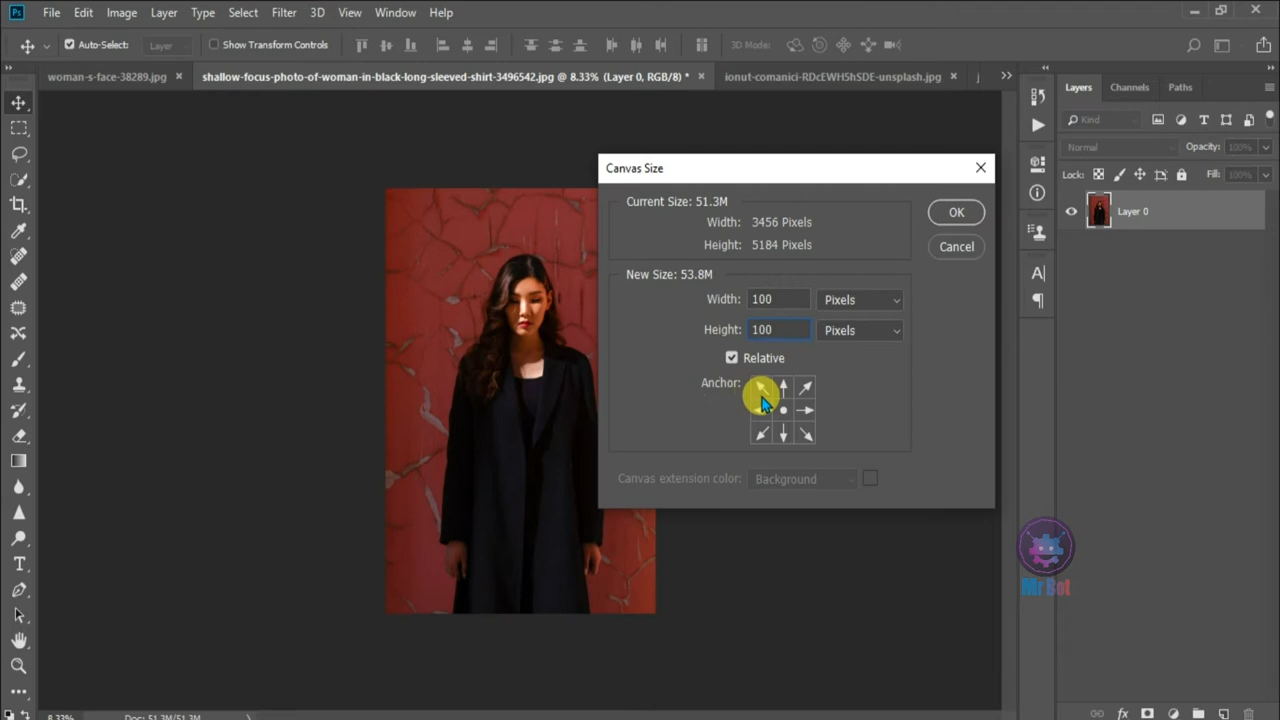 Ps File Edit Image Layer Type Select Filter 3D View Window Help
Auto-Select: Layer Show Transform Controls 3D Mode:
woman-s-face-38289.jpg × shallow-focus-photo-of-woman-in-black-long-sleeved-shirt-3496542.jpg @ 8.33% (Layer 0, RGB/8) * × ionut-comanici-RDcEWH5hSDE-unsplash.jpg ×
Layers Channels Paths
Kind
Normal Opacity: 100%
Lock: Fill: 100%
Layer 0
Canvas Size
Current Size: 51.3M
Width: 3456 Pixels
Height: 5184 Pixels
OK
Cancel
New Size: 53.8M
Width: 100 Pixels
Height: 100 Pixels
Relative
Anchor:
Canvas extension color: Background
Mr Bot
8.33% Doc: 51.3M/51.3M